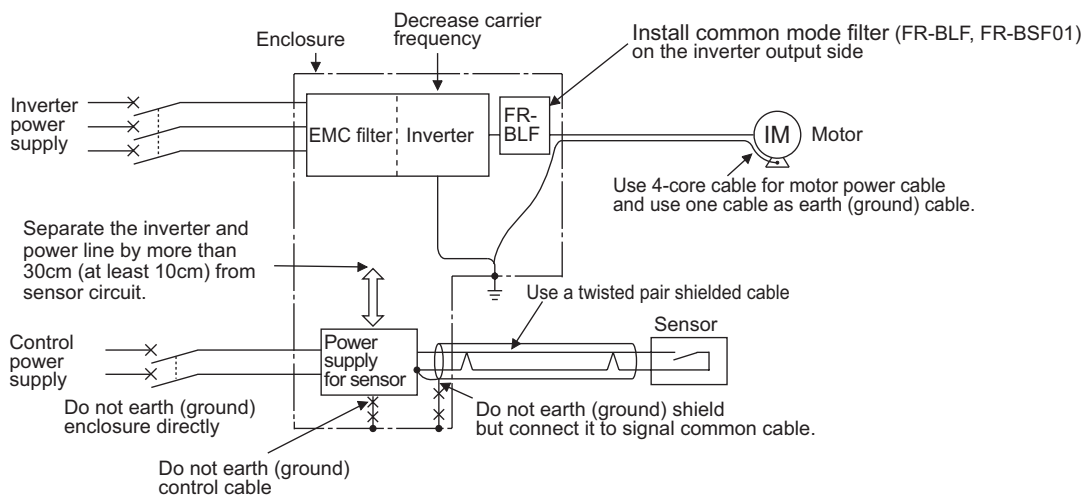 Decrease carrier
frequency
Enclosure
Install common mode filter (FR-BLF, FR-BSF01)
on the inverter output side
Inverter
power
supply
EMC filter
Inverter
FR-
BLF
IM
Motor
Use 4-core cable for motor power cable
and use one cable as earth (ground) cable.
Separate the inverter and
power line by more than
30cm (at least 10cm) from
sensor circuit.
Use a twisted pair shielded cable
Control
power
supply
Power
supply
for sensor
Sensor
Do not earth (ground)
enclosure directly
Do not earth (ground) shield
but connect it to signal common cable.
Do not earth (ground)
control cable